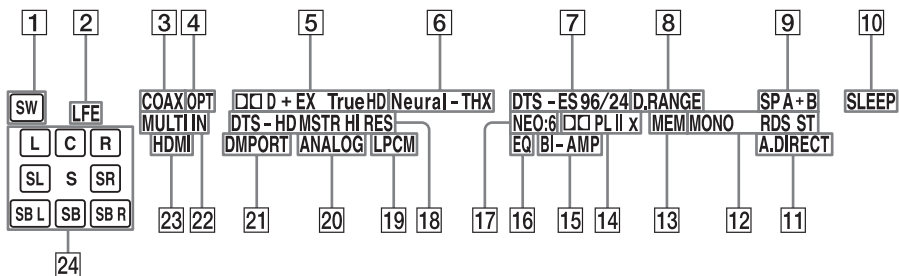 1 2 3 4 5 6 7 8 9 10
SW LFE COAX OPT D + EX TrueHD Neural-THX DTS-ES 96/24 D.RANGE SP A + B SLEEP
MULTI IN DTS-HD MSTR HI RES NEO:6 PL II X MEM MONO RDS ST
L C R HDMI DMPORT ANALOG LPCM EQ BI-AMP A.DIRECT
SL S SR
SB L SB SB R
23 22 21 20 19 18 17 16 15 14 13 12 11
24